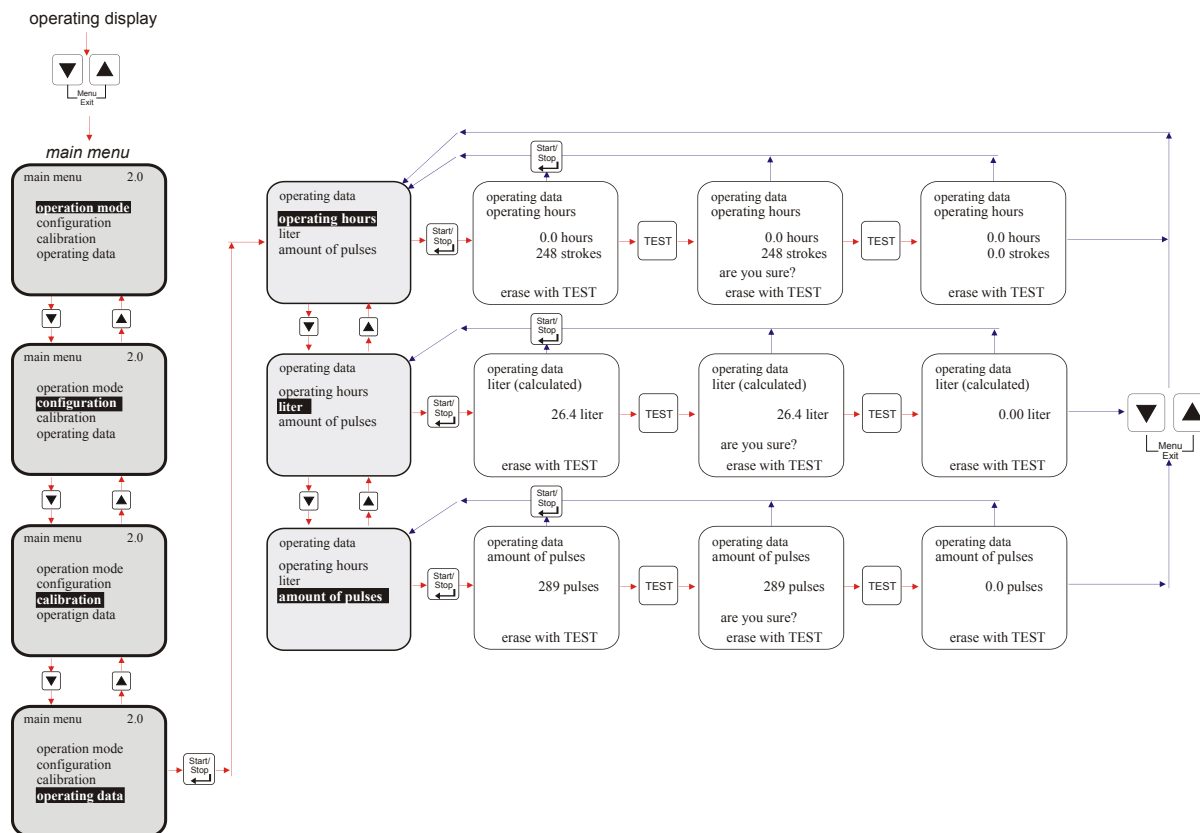 operating display
Menu
Exit
main menu
main menu 2.0
operation mode
configuration
calibration
operating data
main menu 2.0
operation mode
configuration
calibration
operating data
main menu 2.0
operation mode
configuration
calibration
operatign data
main menu 2.0
operation mode
configuration
calibration
operating data
Start/
Stop
operating data
operating hours
liter
amount of pulses
Start/
Stop
Start/
Stop
operating data
operating hours
0.0 hours
248 strokes
erase with TEST
TEST
operating data
operating hours
0.0 hours
248 strokes
are you sure?
erase with TEST
TEST
operating data
operating hours
0.0 hours
0.0 strokes
erase with TEST
operating data
operating hours
liter
amount of pulses
Start/
Stop
Start/
Stop
operating data
liter (calculated)
26.4 liter
erase with TEST
TEST
operating data
liter (calculated)
26.4 liter
are you sure?
erase with TEST
TEST
operating data
liter (calculated)
0.00 liter
erase with TEST
Menu
Exit
operating data
operating hours
liter
amount of pulses
Start/
Stop
Start/
Stop
operating data
amount of pulses
289 pulses
erase with TEST
TEST
operating data
amount of pulses
289 pulses
are you sure?
erase with TEST
TEST
operating data
amount of pulses
0.0 pulses
erase with TEST